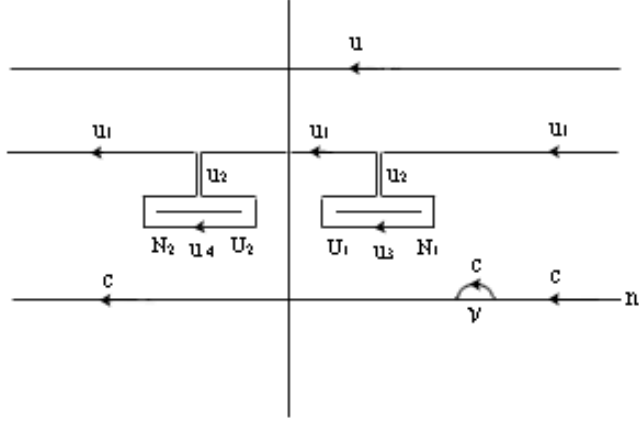 u
u₁ u₁ u₁
u₂ u₂
N₂ u₄ U₂ U₁ u₃ N₁
c c c
n
γ